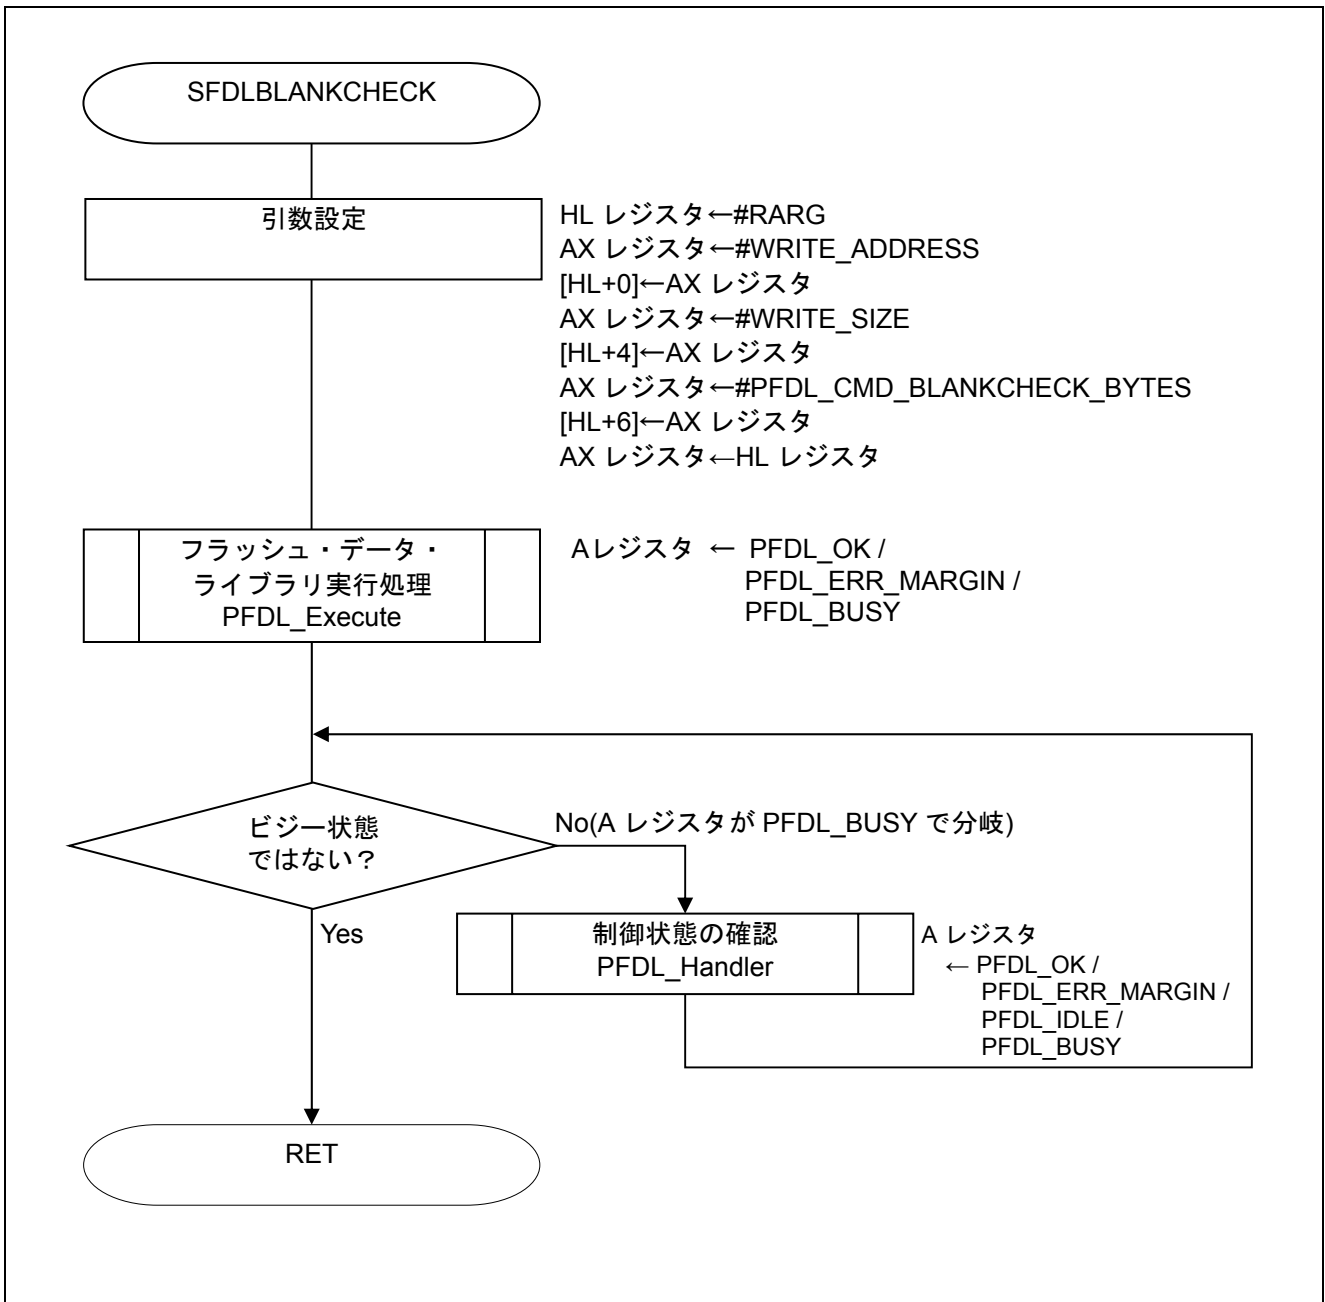 SFDLBLANKCHECK
引数設定
HL レジスタ←#RARG
AX レジスタ←#WRITE_ADDRESS
[HL+0]←AX レジスタ
AX レジスタ←#WRITE_SIZE
[HL+4]←AX レジスタ
AX レジスタ←#PFDL_CMD_BLANKCHECK_BYTES
[HL+6]←AX レジスタ
AX レジスタ←HL レジスタ
フラッシュ・データ・
ライブラリ実行処理
PFDL_Execute
Aレジスタ ← PFDL_OK /
PFDL_ERR_MARGIN /
PFDL_BUSY
ビジー状態
ではない？
No(A レジスタが PFDL_BUSY で分岐)
Yes
制御状態の確認
PFDL_Handler
A レジスタ
← PFDL_OK /
PFDL_ERR_MARGIN /
PFDL_IDLE /
PFDL_BUSY
RET